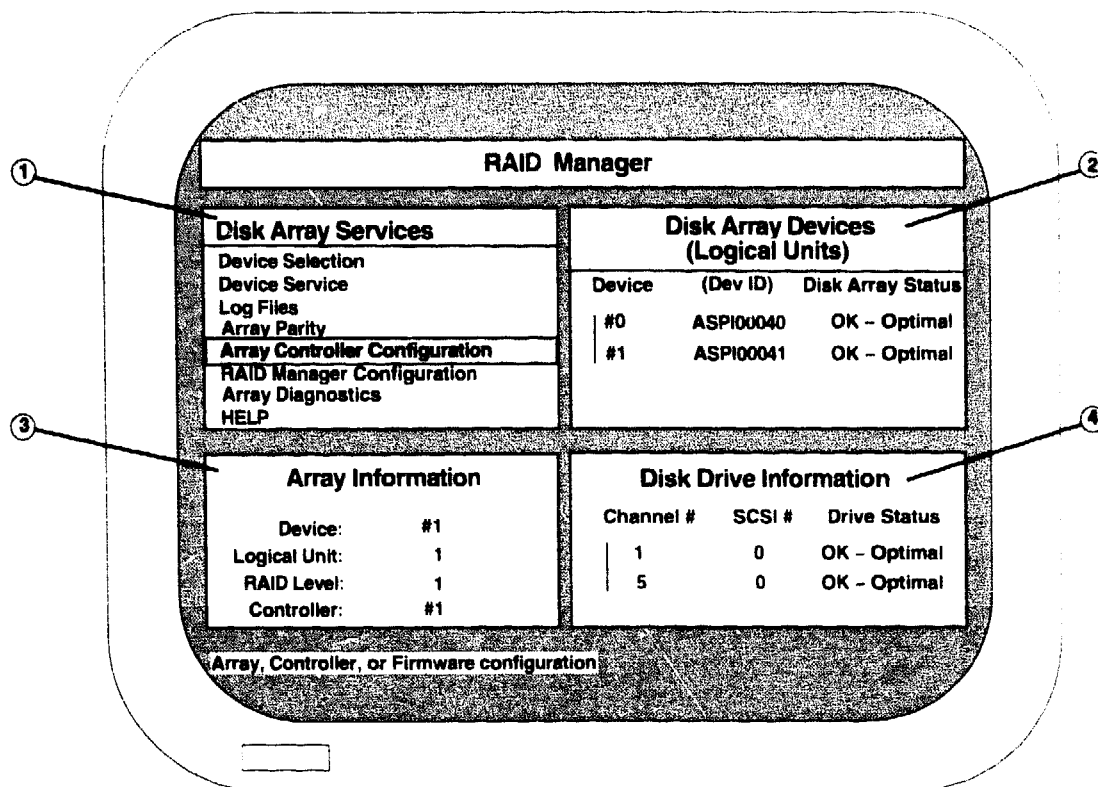 RAID Manager
① ②
Disk Array Services
Device Selection
Device Service
Log Files
Array Parity
Array Controller Configuration
RAID Manager Configuration
Array Diagnostics
HELP
Disk Array Devices
(Logical Units)
Device (Dev ID) Disk Array Status
#0 ASPI00040 OK – Optimal
#1 ASPI00041 OK – Optimal
③ ④
Array Information
Device: #1
Logical Unit: 1
RAID Level: 1
Controller: #1
Disk Drive Information
Channel # SCSI # Drive Status
1 0 OK – Optimal
5 0 OK – Optimal
Array, Controller, or Firmware configuration